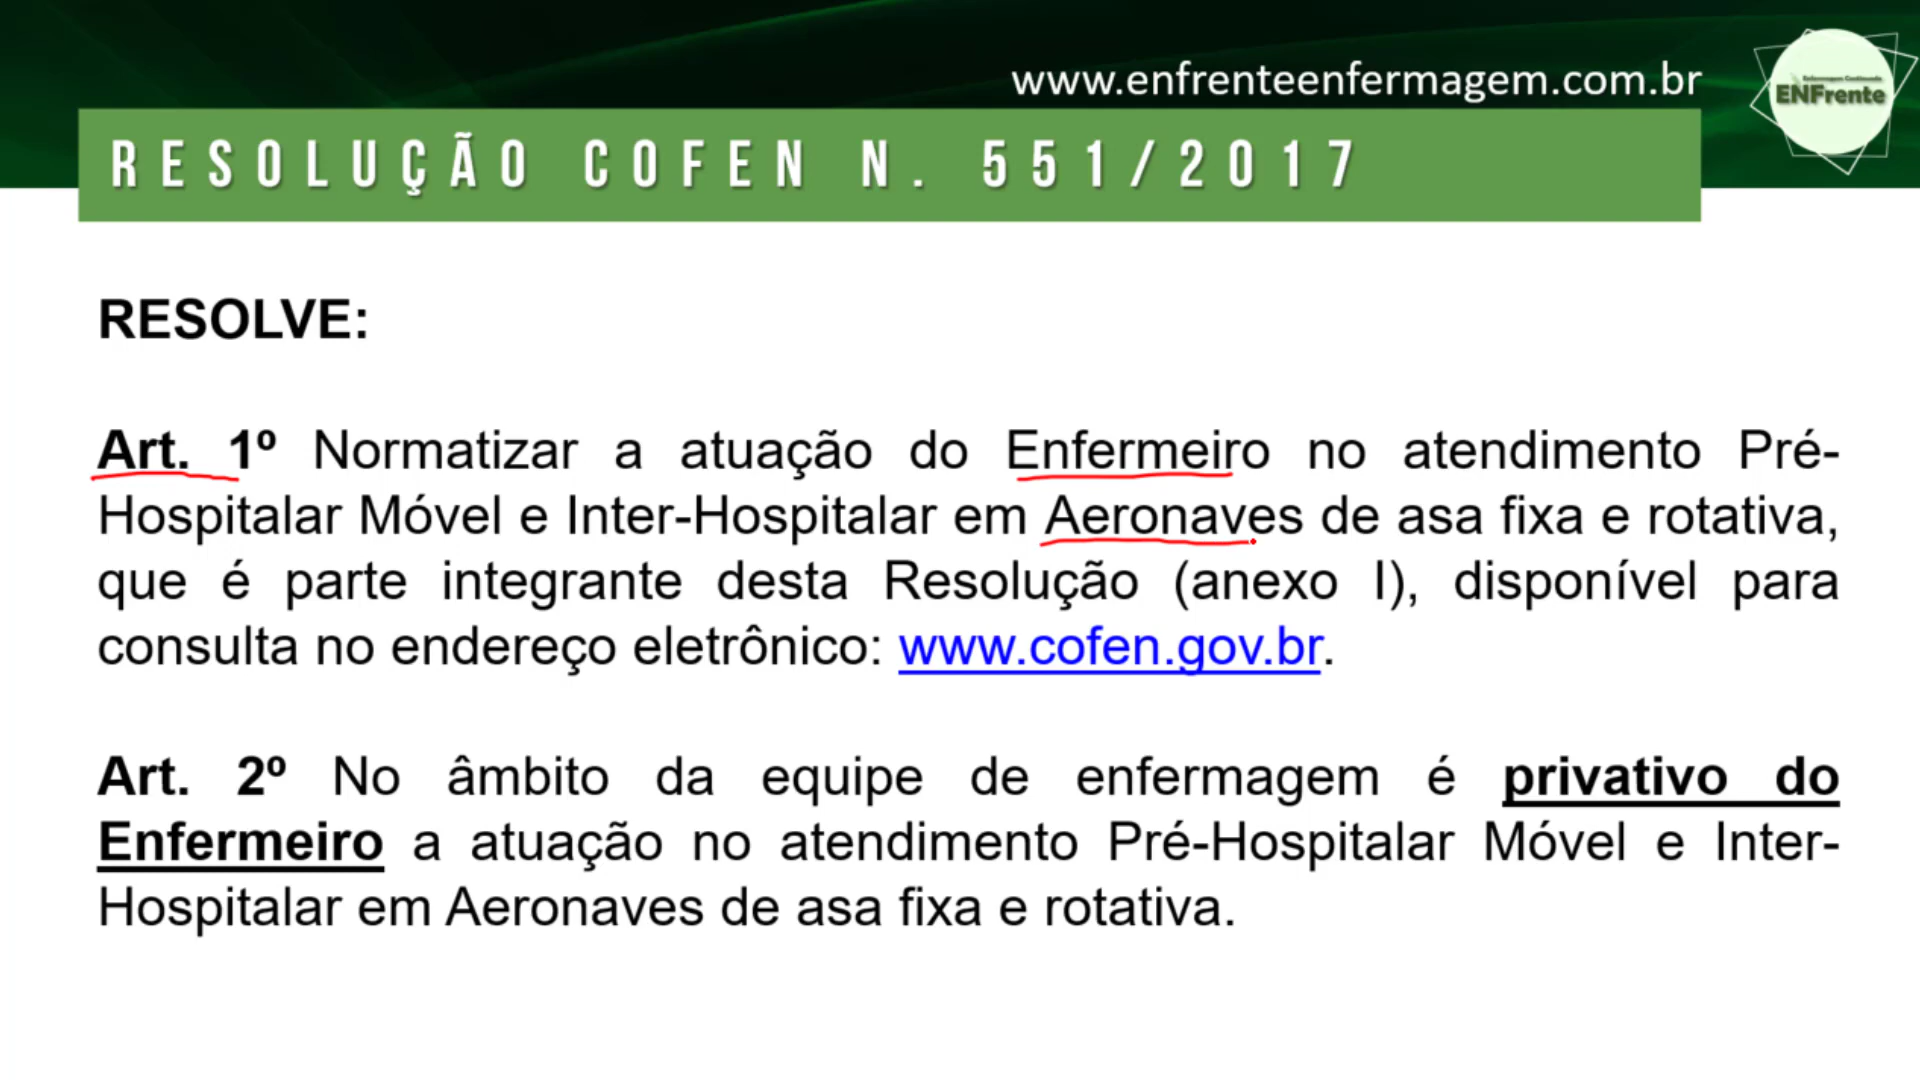 www.enfrenteenfermagem.com.br
Enfermagem Continuada
ENFrente
RESOLUÇÃO COFEN N. 551/2017
RESOLVE:
Art. 1º Normatizar a atuação do Enfermeiro no atendimento Pré-
Hospitalar Móvel e Inter-Hospitalar em Aeronaves de asa fixa e rotativa,
que é parte integrante desta Resolução (anexo I), disponível para
consulta no endereço eletrônico: www.cofen.gov.br.
Art. 2º No âmbito da equipe de enfermagem é privativo do
Enfermeiro a atuação no atendimento Pré-Hospitalar Móvel e Inter-
Hospitalar em Aeronaves de asa fixa e rotativa.